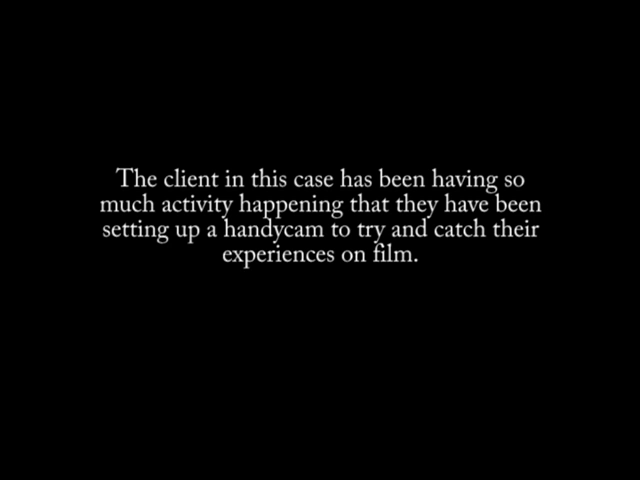 The client in this case has been having so
much activity happening that they have been
setting up a handycam to try and catch their
experiences on film.